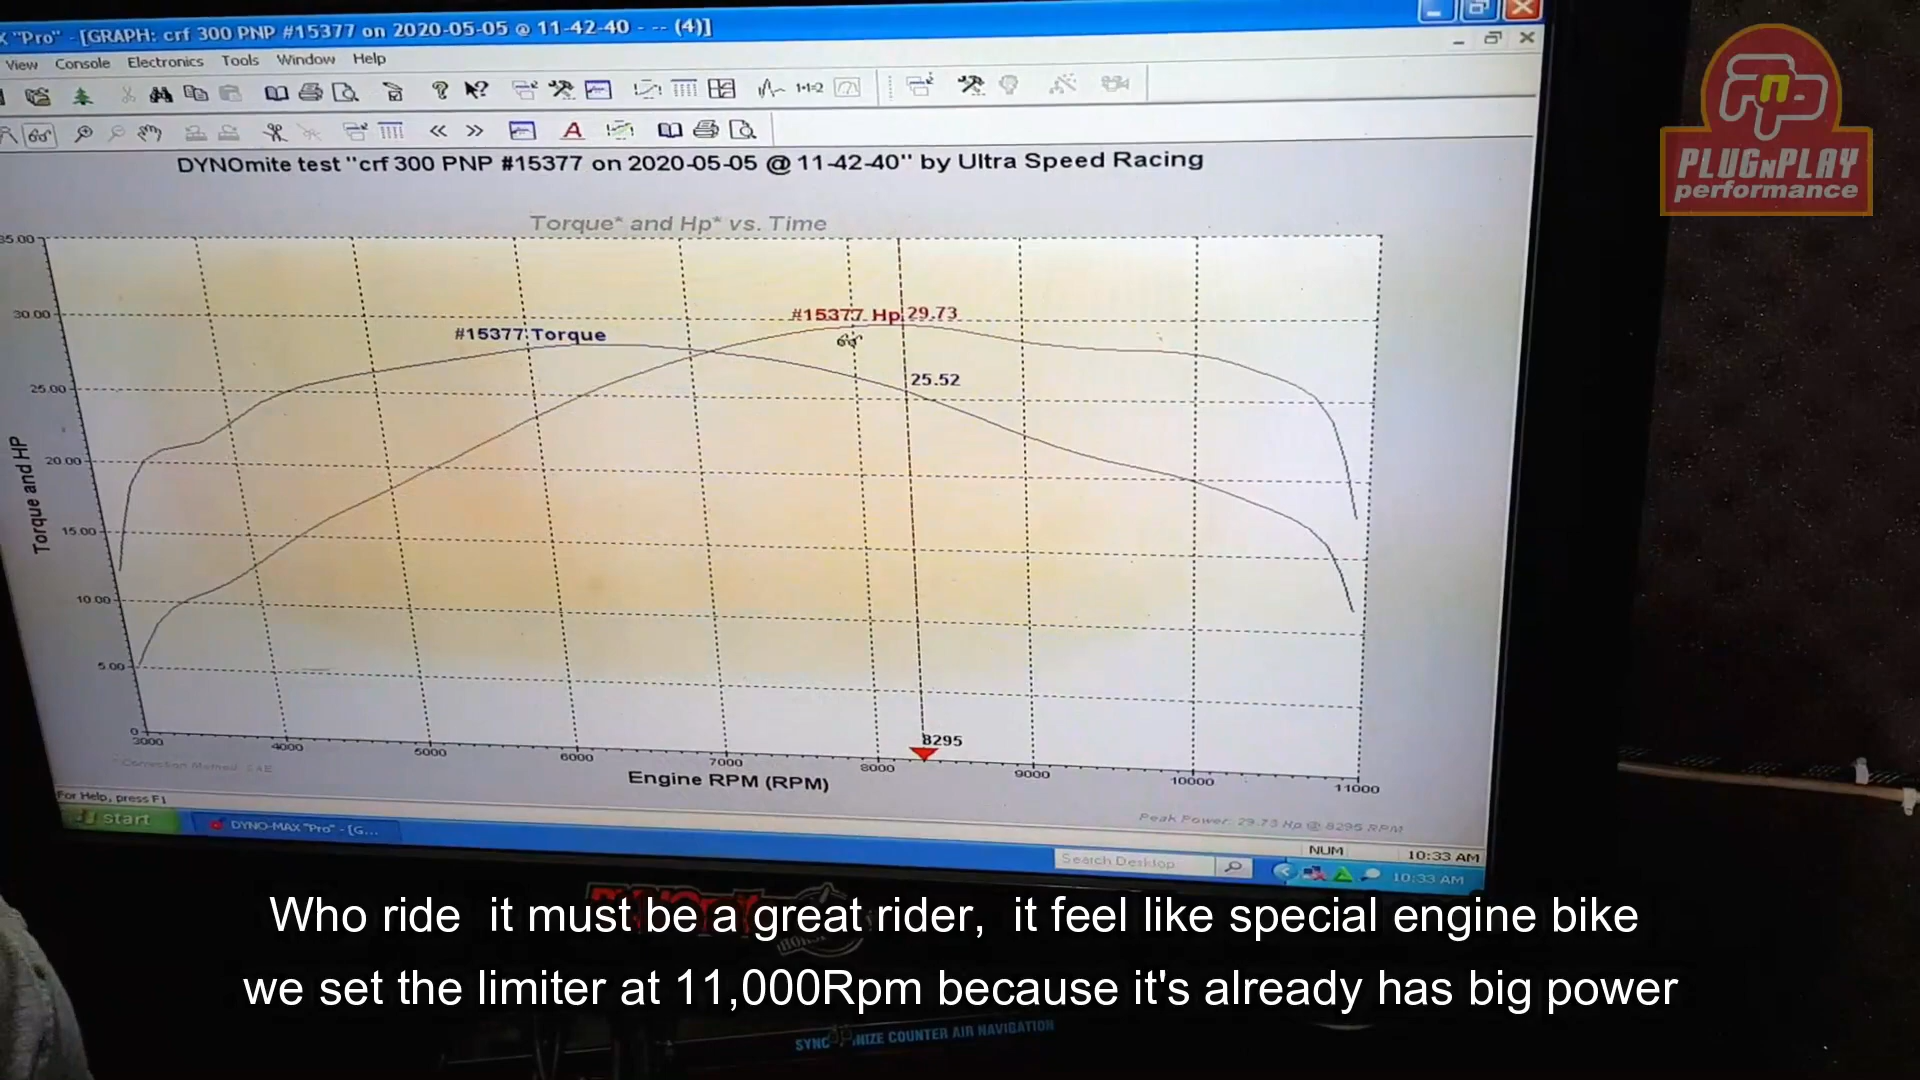 X "Pro" - [GRAPH: crf 300 PNP #15377 on 2020-05-05 @ 11-42-40 - -- (4)]
View Console Electronics Tools Window Help
DYNOmite test "crf 300 PNP #15377 on 2020-05-05 @ 11-42-40" by Ultra Speed Racing
Torque* and Hp* vs. Time
PLUGNPLAY
performance
35.00
30.00
25.00
20.00
15.00
10.00
5.00
0
Torque and HP
#15377 Torque
#15377 Hp 29.73
25.52
8295
3000 4000 5000 6000 7000 8000 9000 10000 11000
Engine RPM (RPM)
* Correction Method: SAE
Peak Power: 29.73 Hp @ 8295 RPM
For Help, press F1
NUM 10:33 AM
start DYNO-MAX "Pro" - [G... Search Desktop 10:33 AM
Who ride it must be a great rider, it feel like special engine bike
we set the limiter at 11,000Rpm because it's already has big power
COUNTER AIR NAVIGATION